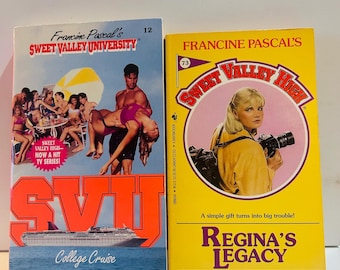 Francine Pascal's
12
SWEET VALLEY UNIVERSITY
SWEET
VALLEY HIGH—
NOW A HIT
TV SERIES!
SVU
College Cruise
FRANCINE PASCAL'S
73
SWEET VALLEY HIGH
A simple gift turns into big trouble!
REGINA'S
LEGACY